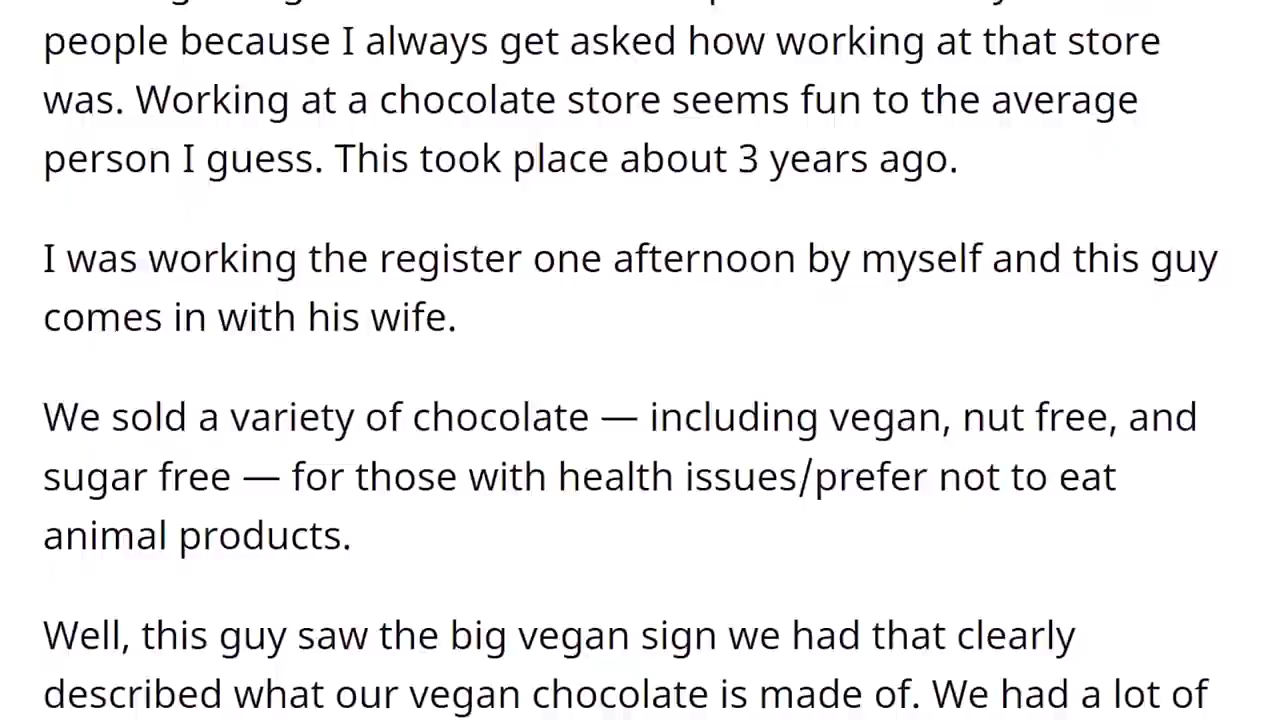 people because I always get asked how working at that store
was. Working at a chocolate store seems fun to the average
person I guess. This took place about 3 years ago.
I was working the register one afternoon by myself and this guy
comes in with his wife.
We sold a variety of chocolate — including vegan, nut free, and
sugar free — for those with health issues/prefer not to eat
animal products.
Well, this guy saw the big vegan sign we had that clearly
described what our vegan chocolate is made of. We had a lot of